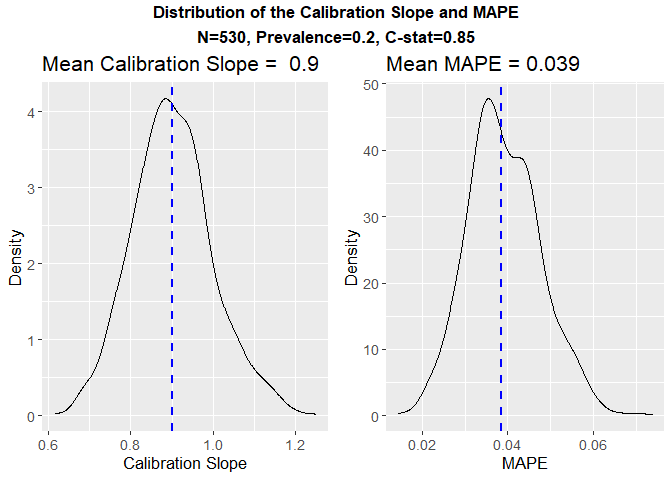 Distribution of the Calibration Slope and MAPE
N=530, Prevalence=0.2, C-stat=0.85
Mean Calibration Slope =  0.9
4
3
2
1
0
Density
0.6
0.8
1.0
1.2
Calibration Slope
Mean MAPE = 0.039
50
40
30
20
10
0
Density
0.02
0.04
0.06
MAPE